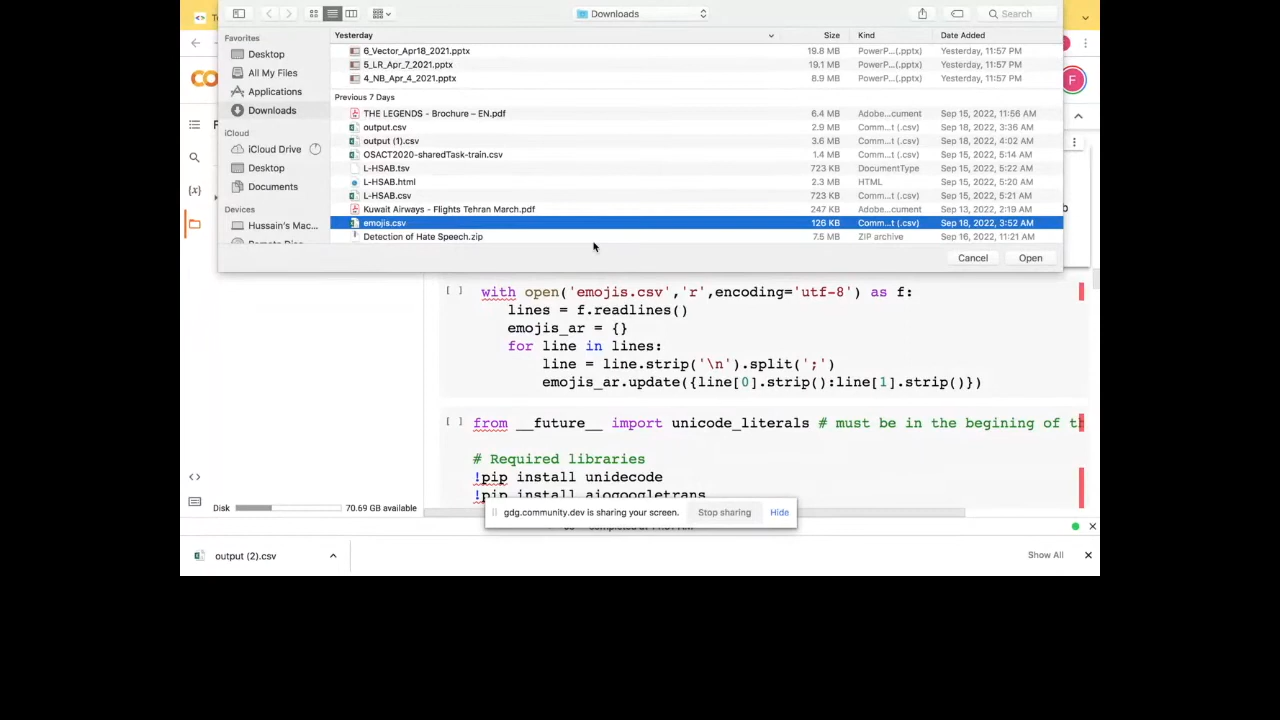 Downloads
Search
Favorites
Desktop
All My Files
Applications
Downloads
iCloud
iCloud Drive
Desktop
Documents
Devices
Hussain's Mac...
Yesterday Size Kind Date Added
6_Vector_Apr18_2021.pptx 19.8 MB PowerP...(.pptx) Yesterday, 11:57 PM
5_LR_Apr_7_2021.pptx 19.1 MB PowerP...(.pptx) Yesterday, 11:57 PM
4_NB_Apr_4_2021.pptx 8.9 MB PowerP...(.pptx) Yesterday, 11:57 PM
Previous 7 Days
THE LEGENDS - Brochure – EN.pdf 6.4 MB Adobe...cument Sep 15, 2022, 11:56 AM
output.csv 2.9 MB Comm...t (.csv) Sep 18, 2022, 3:36 AM
output (1).csv 3.6 MB Comm...t (.csv) Sep 18, 2022, 4:02 AM
OSACT2020-sharedTask-train.csv 1.4 MB Comm...t (.csv) Sep 15, 2022, 5:14 AM
L-HSAB.tsv 723 KB DocumentType Sep 15, 2022, 5:22 AM
L-HSAB.html 2.3 MB HTML Sep 15, 2022, 5:20 AM
L-HSAB.csv 723 KB Comm...t (.csv) Sep 15, 2022, 5:21 AM
Kuwait Airways - Flights Tehran March.pdf 247 KB Adobe...cument Sep 13, 2022, 2:19 AM
emojis.csv 126 KB Comm...t (.csv) Sep 18, 2022, 3:52 AM
Detection of Hate Speech.zip 7.5 MB ZIP archive Sep 16, 2022, 11:21 AM
Cancel Open
CO
F
{x}
[ ] with open('emojis.csv','r',encoding='utf-8') as f:
lines = f.readlines()
emojis_ar = {}
for line in lines:
line = line.strip('\n').split(';')
emojis_ar.update({line[0].strip():line[1].strip()})
[ ] from __future__ import unicode_literals # must be in the begining of t
# Required libraries
!pip install unidecode
!pip install aiogoogletrans
gdg.community.dev is sharing your screen. Stop sharing Hide
Disk 70.69 GB available
output (2).csv
Show All